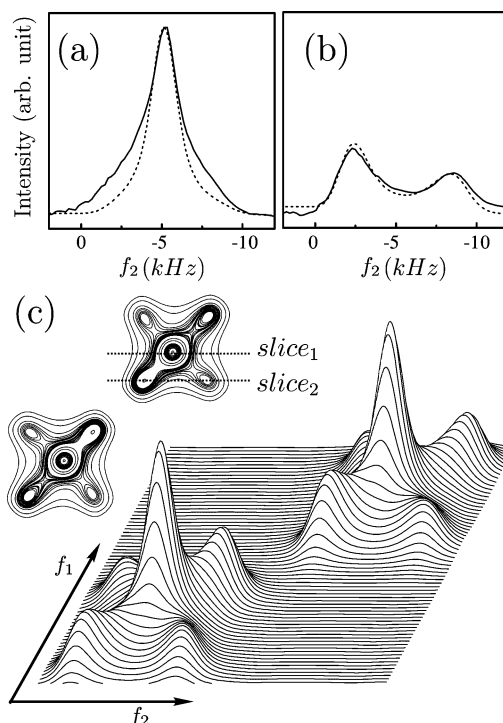 Intensity (arb. unit)
(a)
(b)
0 -5 -10
0 -5 -10
f₂(kHz)
f₂(kHz)
(c)
slice₁
slice₂
f₁
f₂